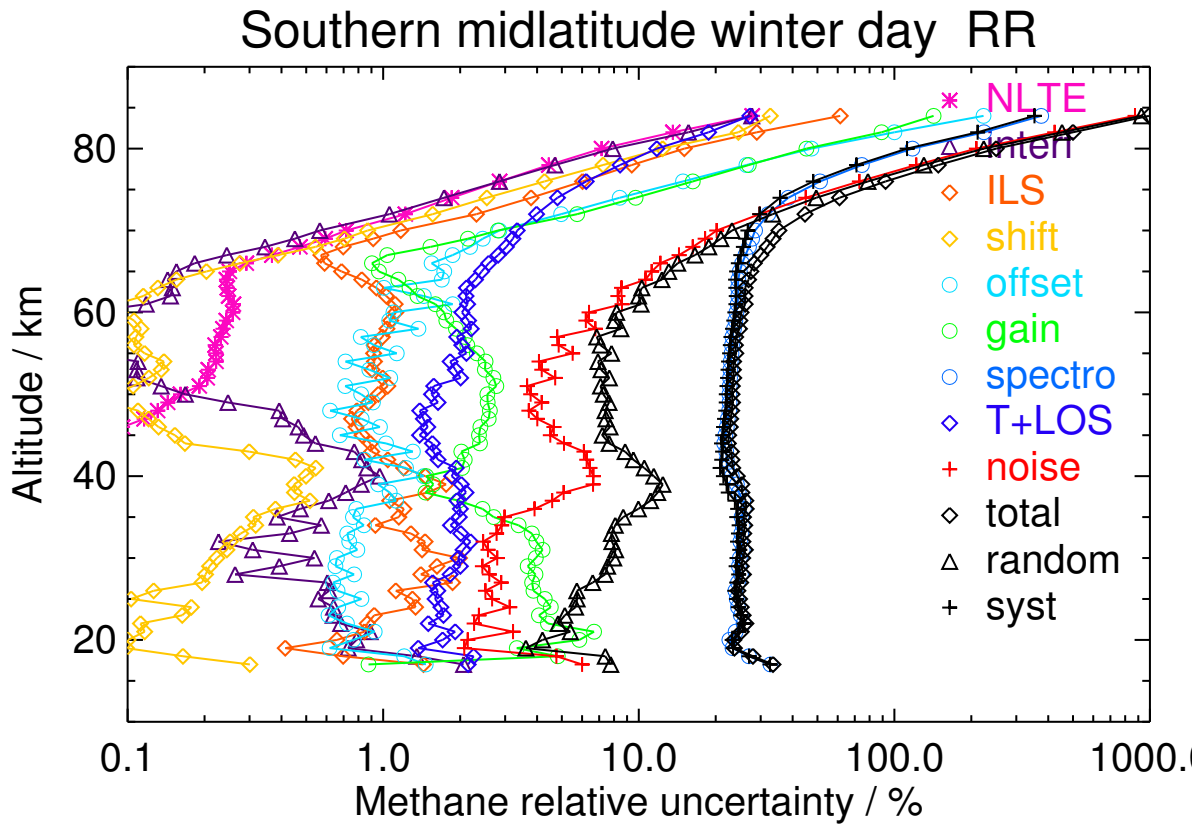 Southern midlatitude winter day RR
Altitude / km
80
60
40
20
NLTE
interf
ILS
shift
offset
gain
spectro
T+LOS
noise
total
random
syst
0.1
1.0
10.0
100.0
1000.0
Methane relative uncertainty / %